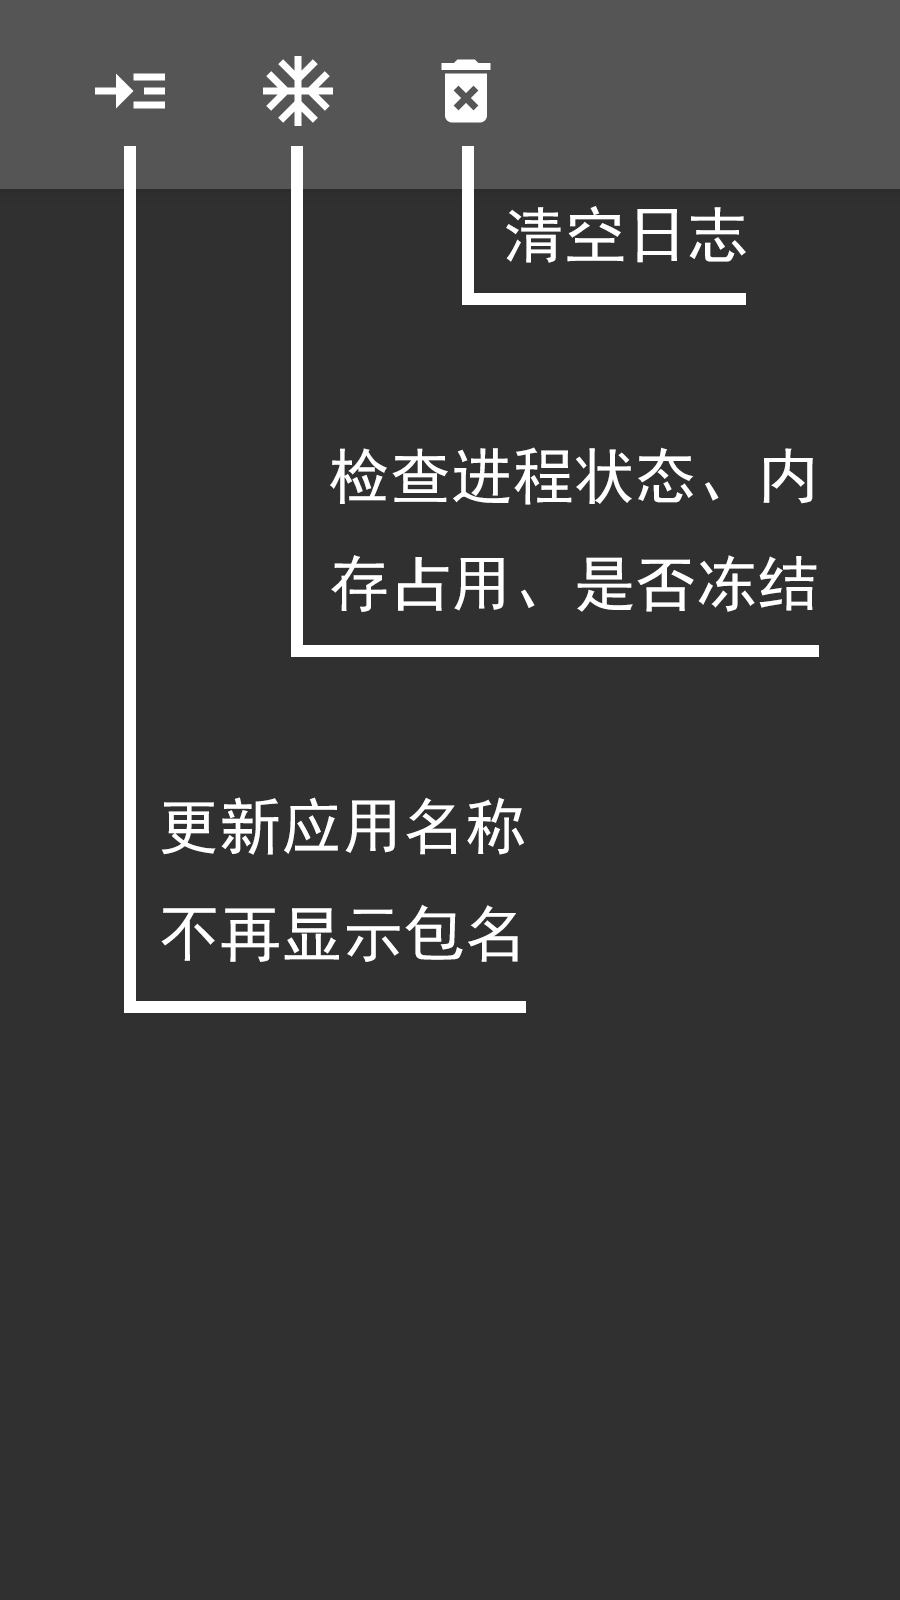 清空日志
检查进程状态、内
存占用、是否冻结
更新应用名称
不再显示包名